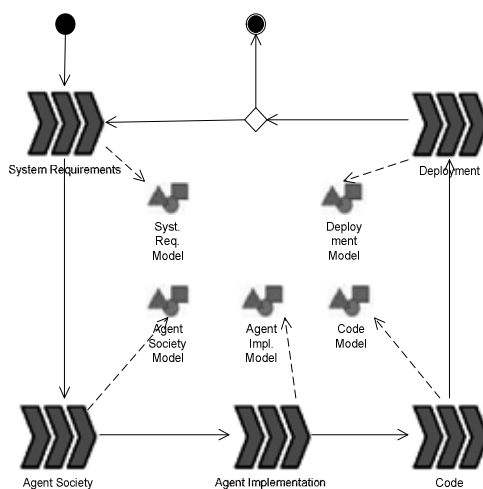 System Requirements
Deployment
Syst.
Req.
Model
Deploy
ment
Model
Agent
Society
Model
Agent
Impl.
Model
Code
Model
Agent Society
Agent Implementation
Code